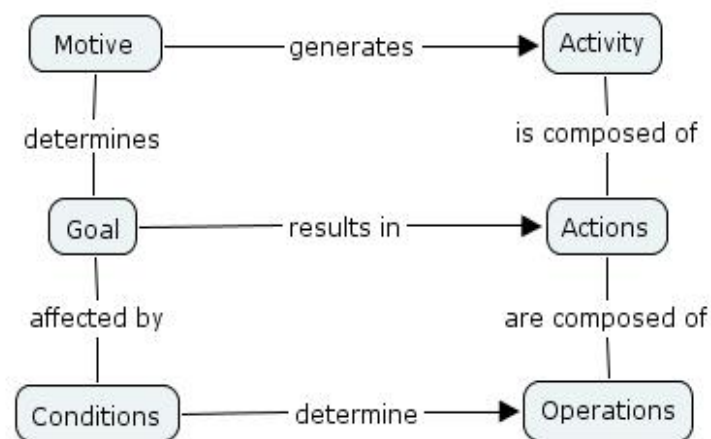 Motive
generates
Activity
determines
is composed of
Goal
results in
Actions
affected by
are composed of
Conditions
determine
Operations